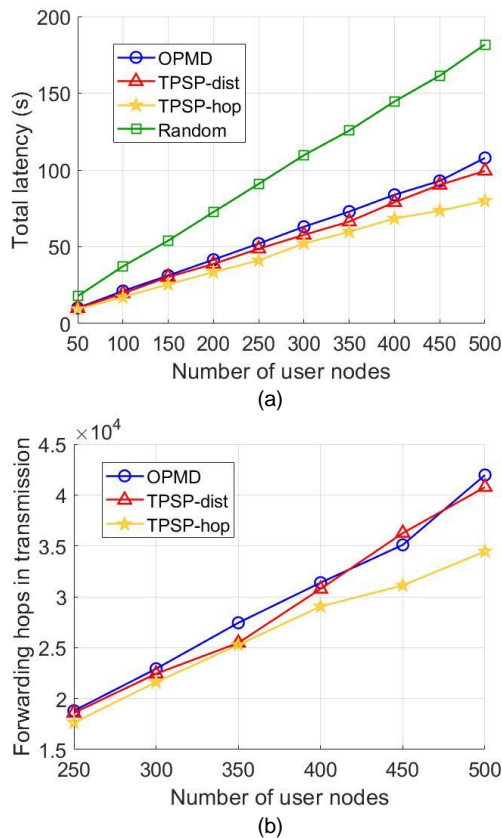 200
150
100
50
0
Total latency (s)
OPMD
TPSP-dist
TPSP-hop
Random
50 100 150 200 250 300 350 400 450 500
Number of user nodes
(a)
×10⁴
4.5
4
3.5
3
2.5
2
1.5
Forwarding hops in transmission
OPMD
TPSP-dist
TPSP-hop
250 300 350 400 450 500
Number of user nodes
(b)